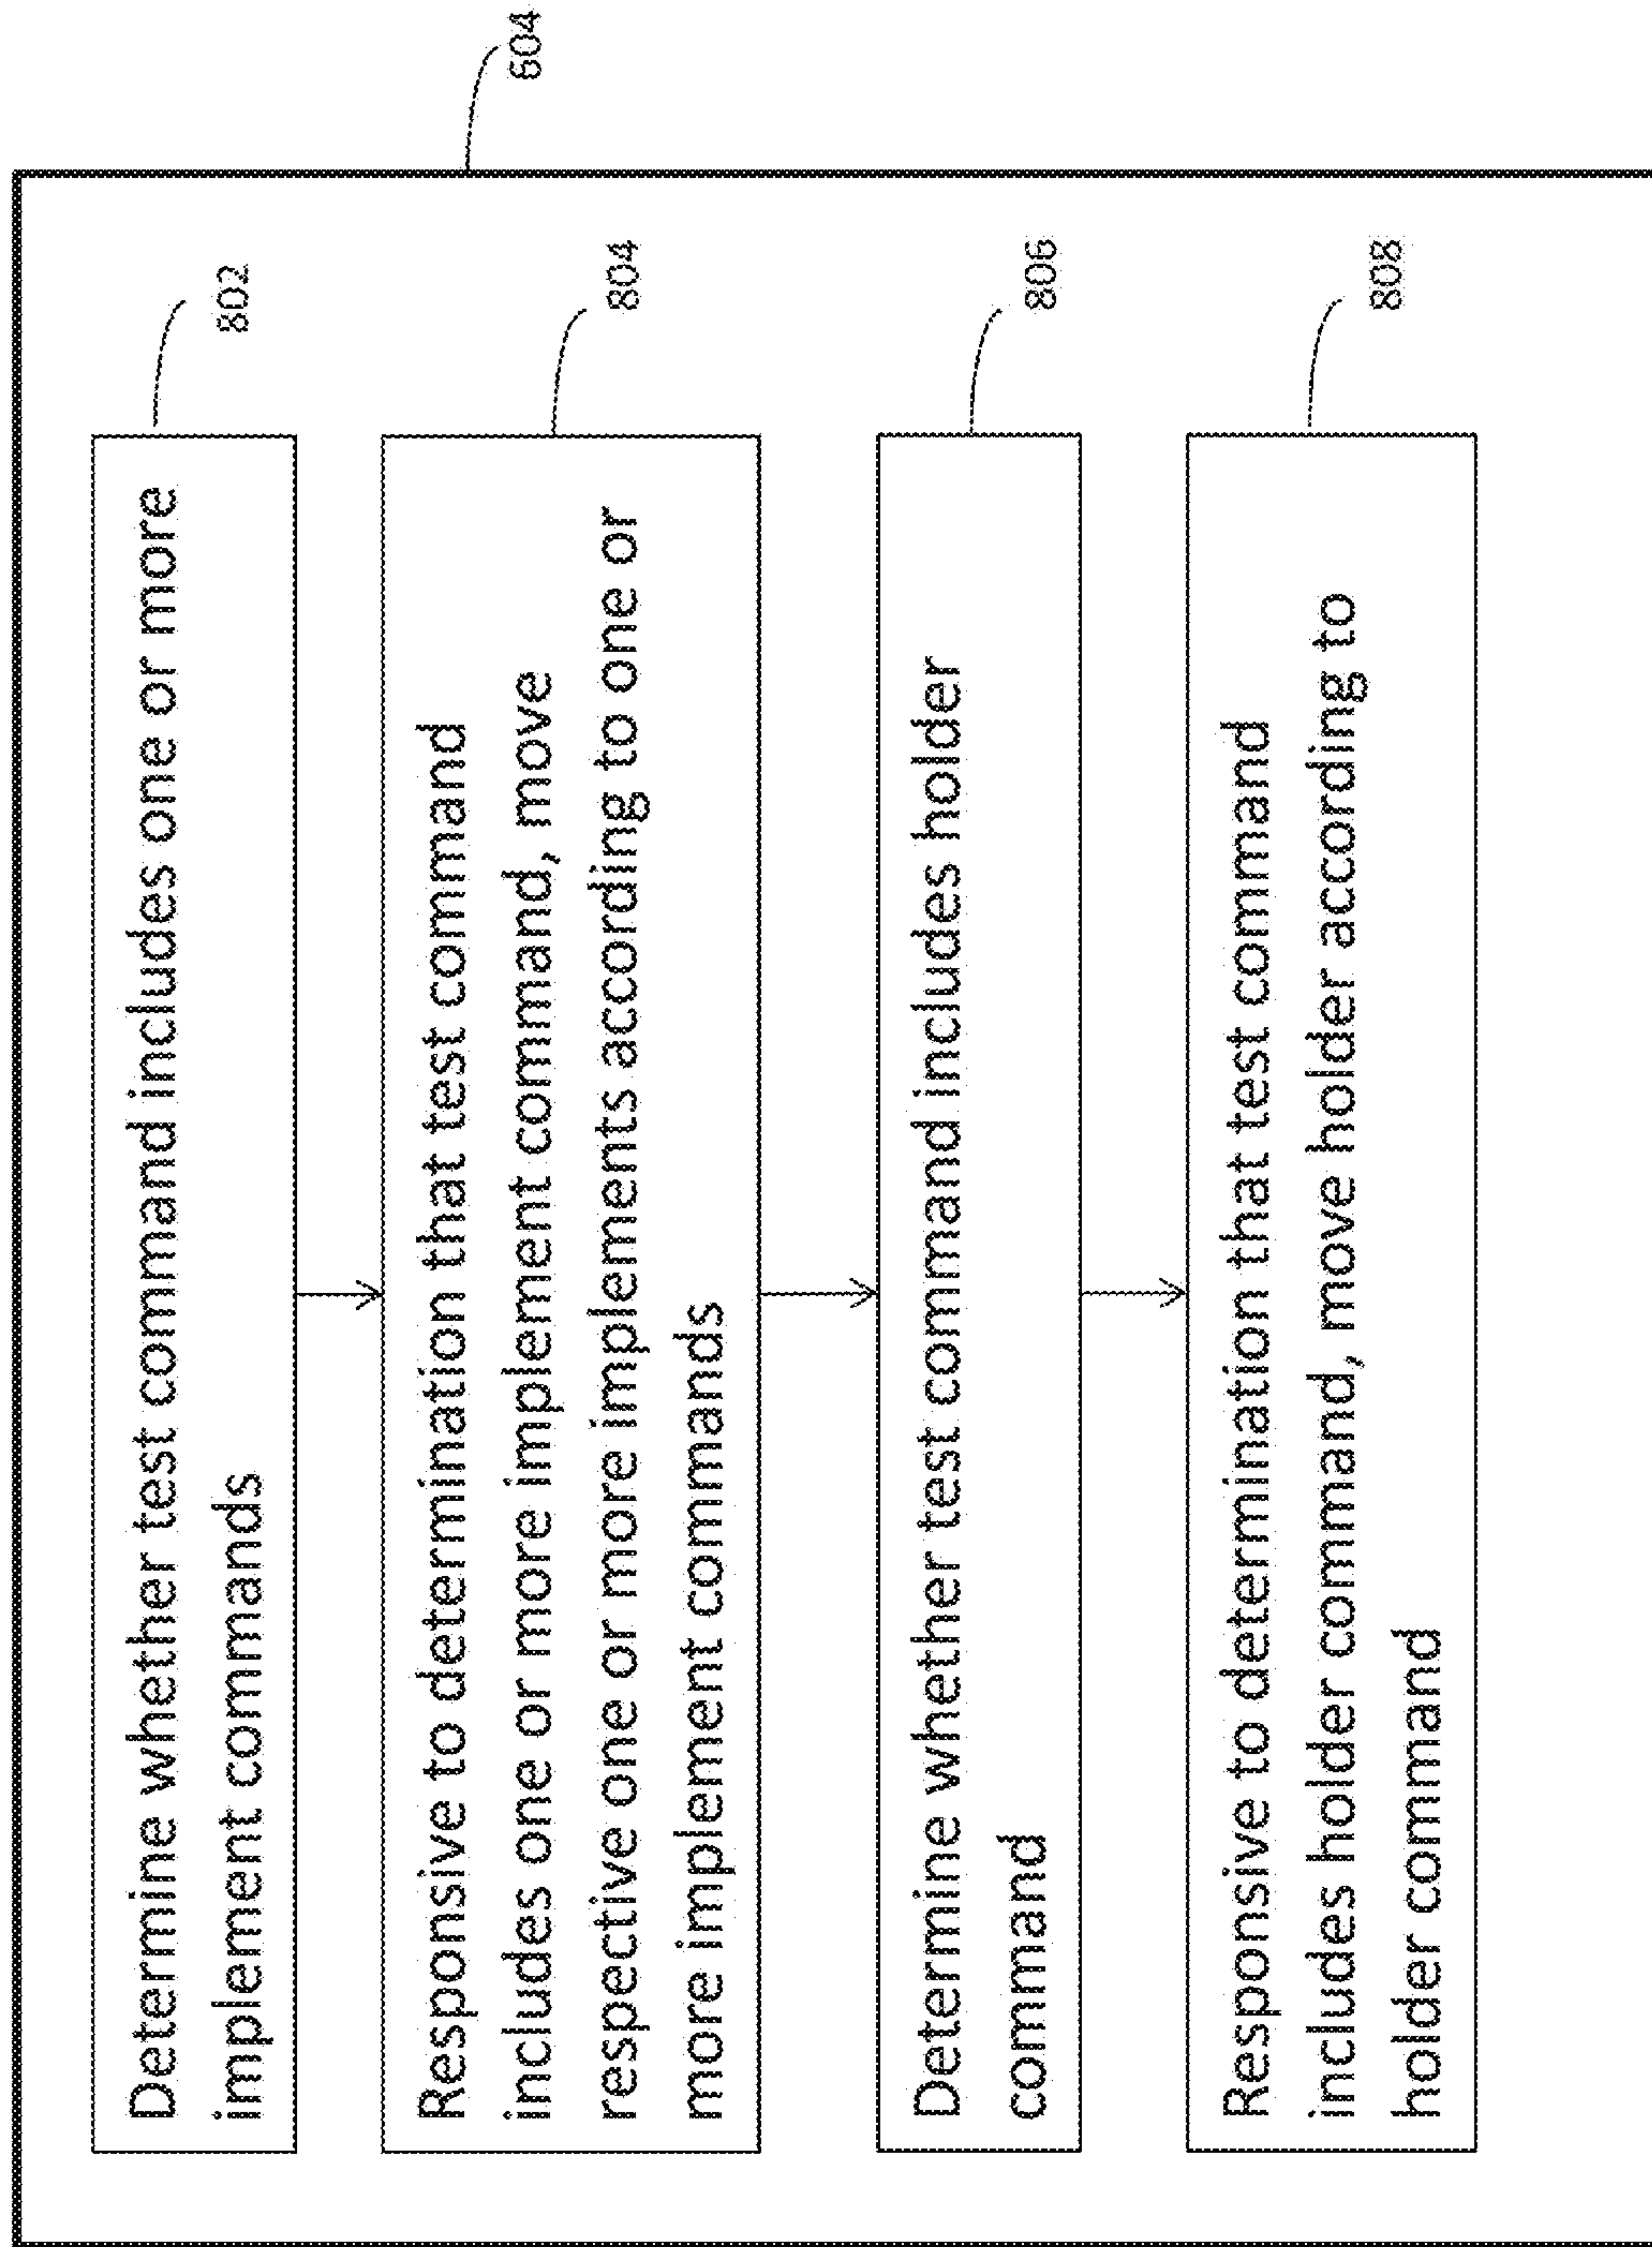 Determine whether test command includes one or more
implement commands
802
604
Responsive to determination that test command
includes one or more implement command, move
respective one or more implements according to one or
more implement commands
804
Determine whether test command includes holder
command
806
Responsive to determination that test command
includes holder command, move holder according to
holder command
808